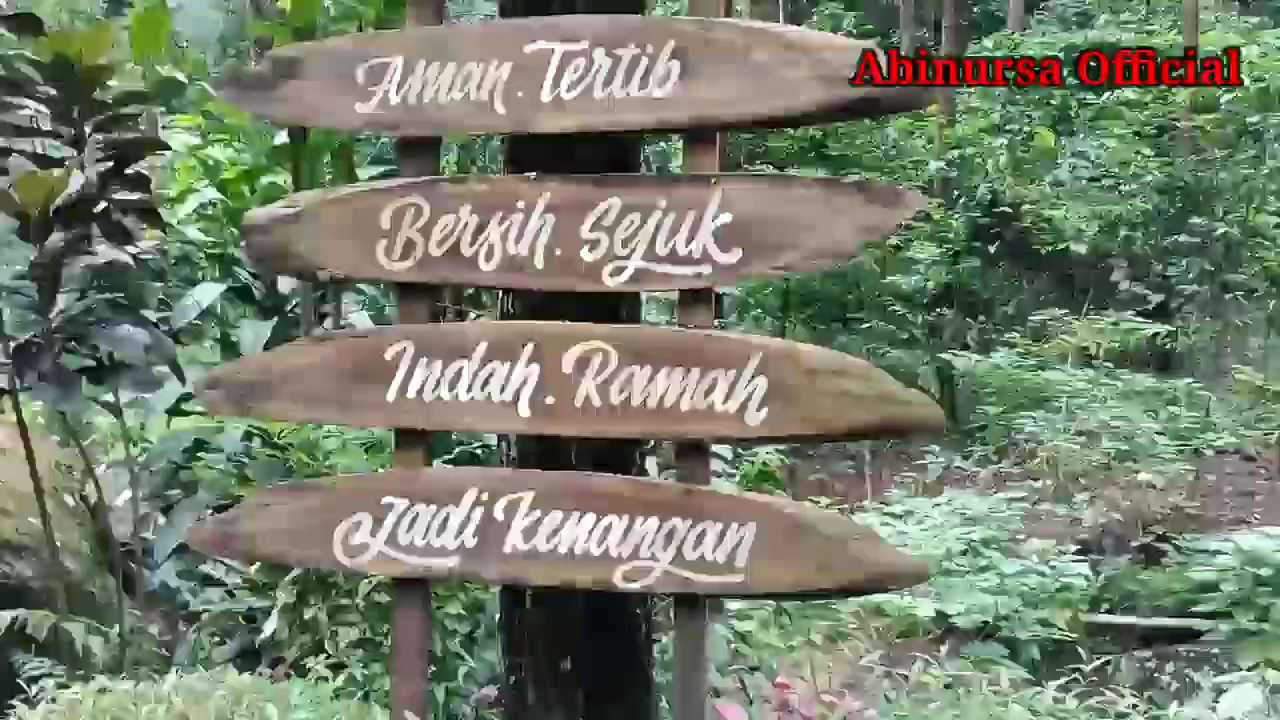 Aman. Tertib
Abinursa Official
Bersih. Sejuk
Indah. Ramah
Jadi kenangan